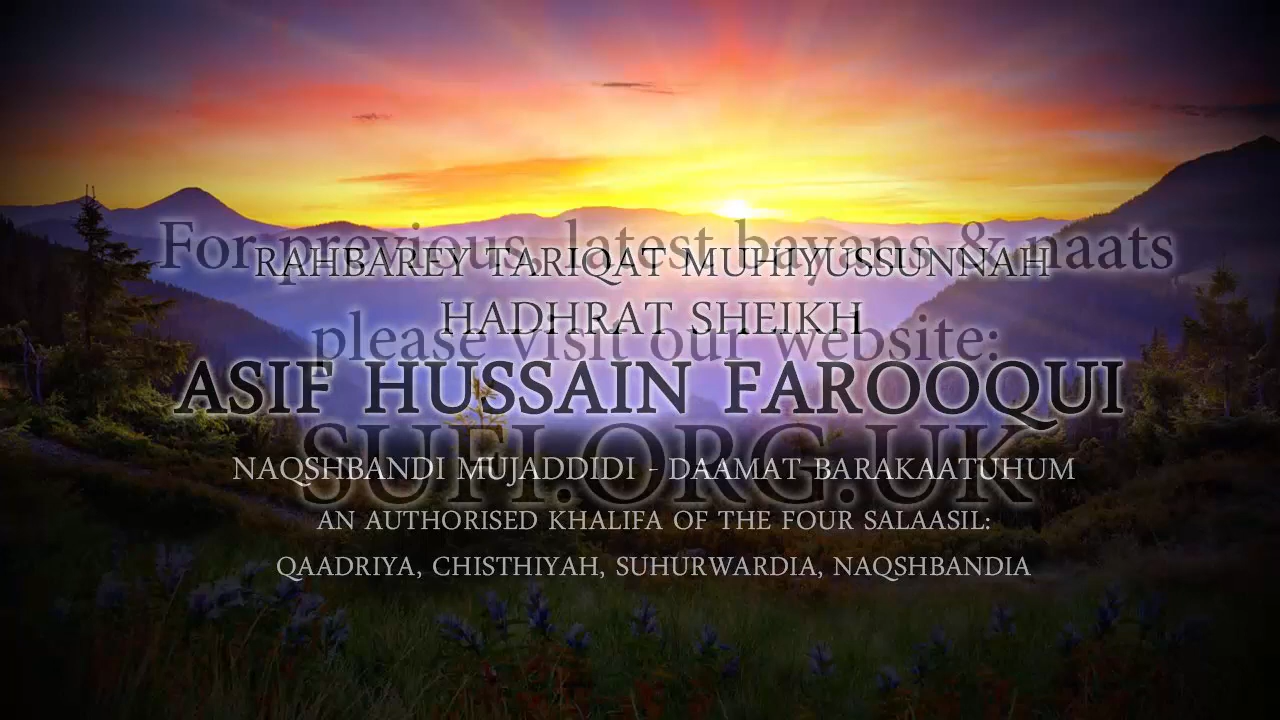 For previous, latest bayans & naats
RAHBAREY TARIQAT MUHIYUSSUNNAH
HADHRAT SHEIKH
please visit our website:
ASIF HUSSAIN FAROOQUI
SUFI.ORG.UK
NAQSHBANDI MUJADDIDI - DAAMAT BARAKAATUHUM
AN AUTHORISED KHALIFA OF THE FOUR SALAASIL:
QAADRIYA, CHISTHIYAH, SUHURWARDIA, NAQSHBANDIA